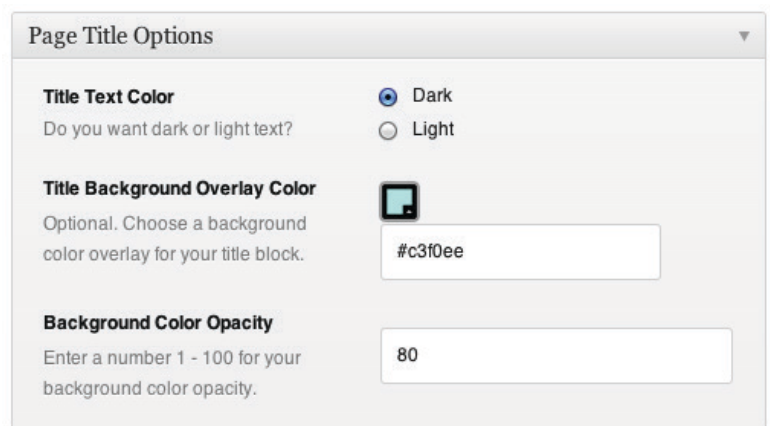 Page Title Options
Title Text Color
Do you want dark or light text?
Dark
Light
Title Background Overlay Color
Optional. Choose a background
color overlay for your title block.
#c3f0ee
Background Color Opacity
Enter a number 1 - 100 for your
background color opacity.
80